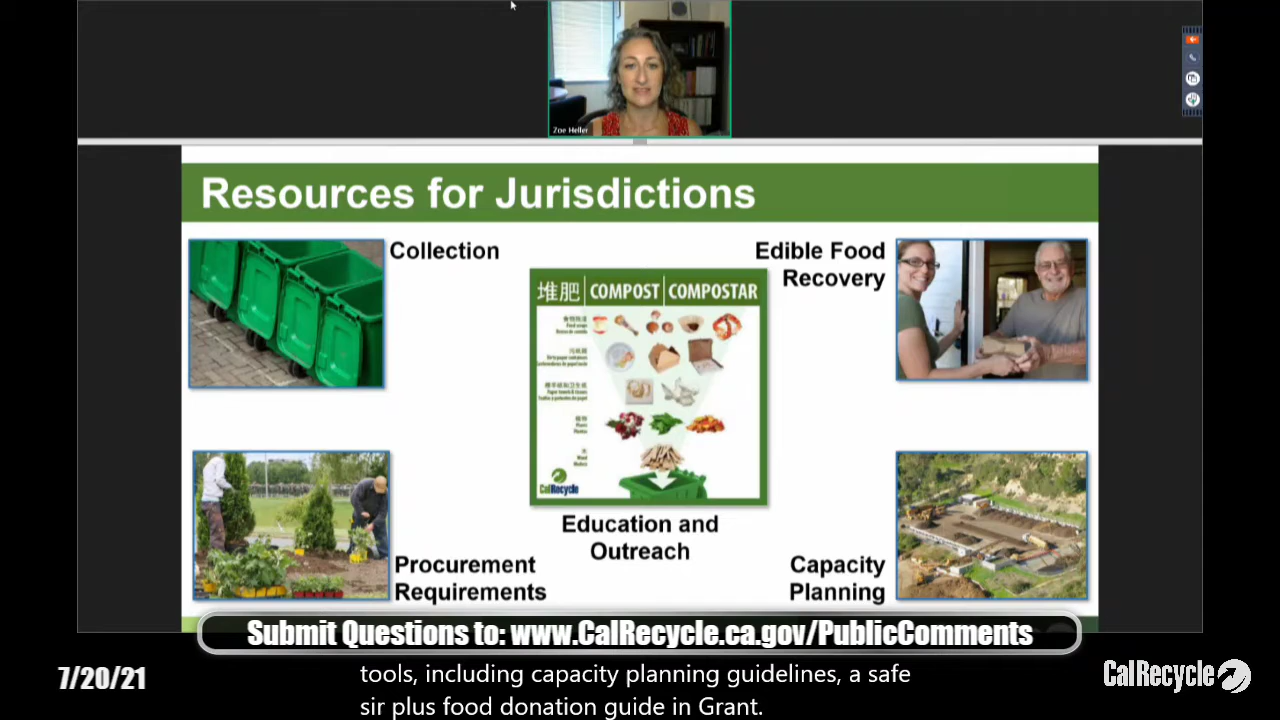 Zoe Heller
Resources for Jurisdictions
Collection
Edible Food
Recovery
堆肥 COMPOST COMPOSTAR
CalRecycle
Education and
Outreach
Procurement
Requirements
Capacity
Planning
Submit Questions to: www.CalRecycle.ca.gov/PublicComments
7/20/21
tools, including capacity planning guidelines, a safe
sir plus food donation guide in Grant.
CalRecycle